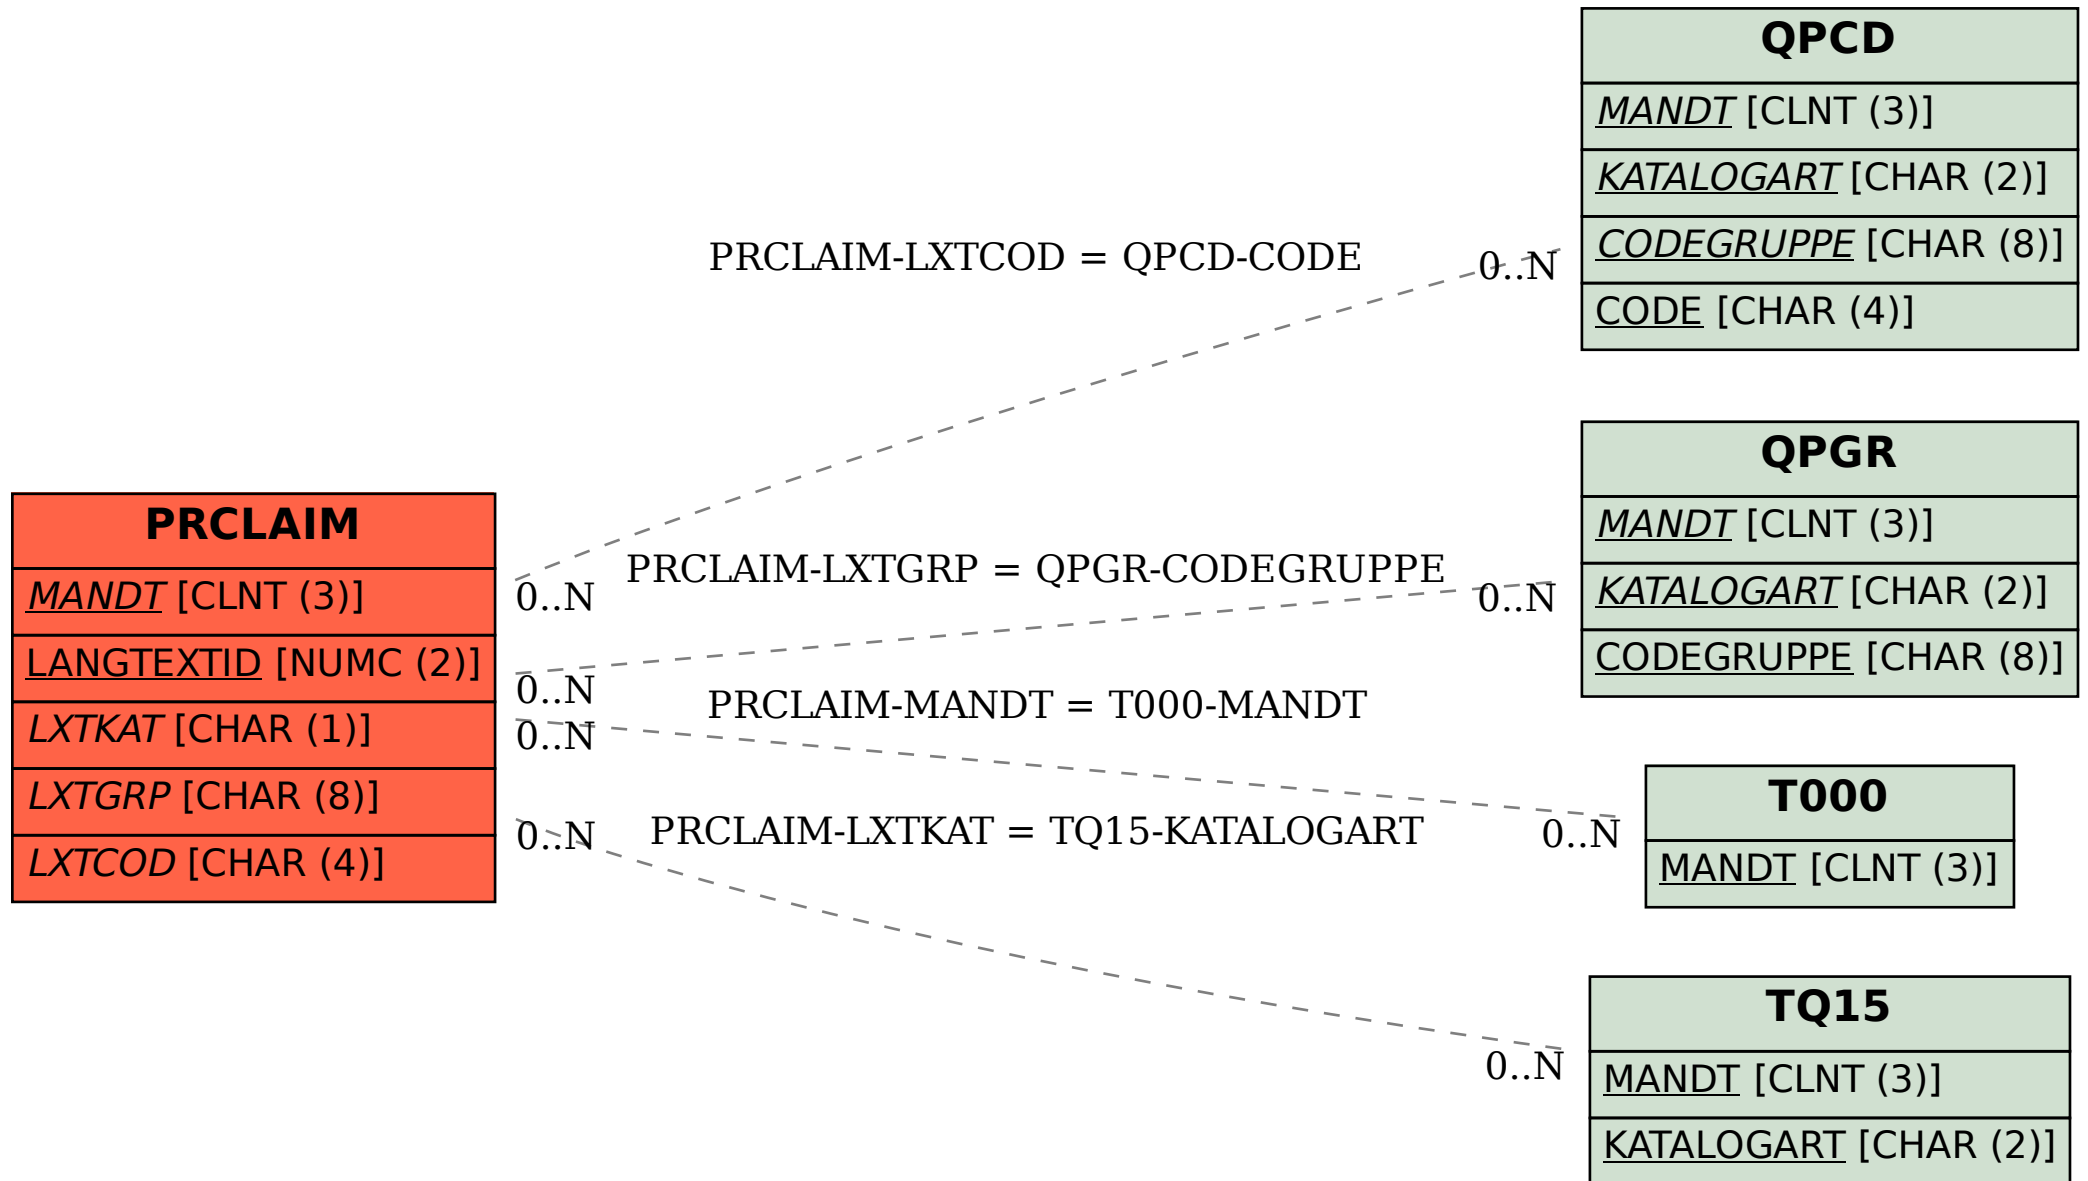 QPCD
MANDT [CLNT (3)]
KATALOGART [CHAR (2)]
CODEGRUPPE [CHAR (8)]
CODE [CHAR (4)]
PRCLAIM-LXTCOD = QPCD-CODE
0..N
0..N
QPGR
MANDT [CLNT (3)]
KATALOGART [CHAR (2)]
CODEGRUPPE [CHAR (8)]
PRCLAIM
MANDT [CLNT (3)]
LANGTEXTID [NUMC (2)]
LXTKAT [CHAR (1)]
LXTGRP [CHAR (8)]
LXTCOD [CHAR (4)]
PRCLAIM-LXTGRP = QPGR-CODEGRUPPE
0..N
0..N
PRCLAIM-MANDT = T000-MANDT
0..N
0..N
T000
MANDT [CLNT (3)]
PRCLAIM-LXTKAT = TQ15-KATALOGART
0..N
0..N
TQ15
MANDT [CLNT (3)]
KATALOGART [CHAR (2)]